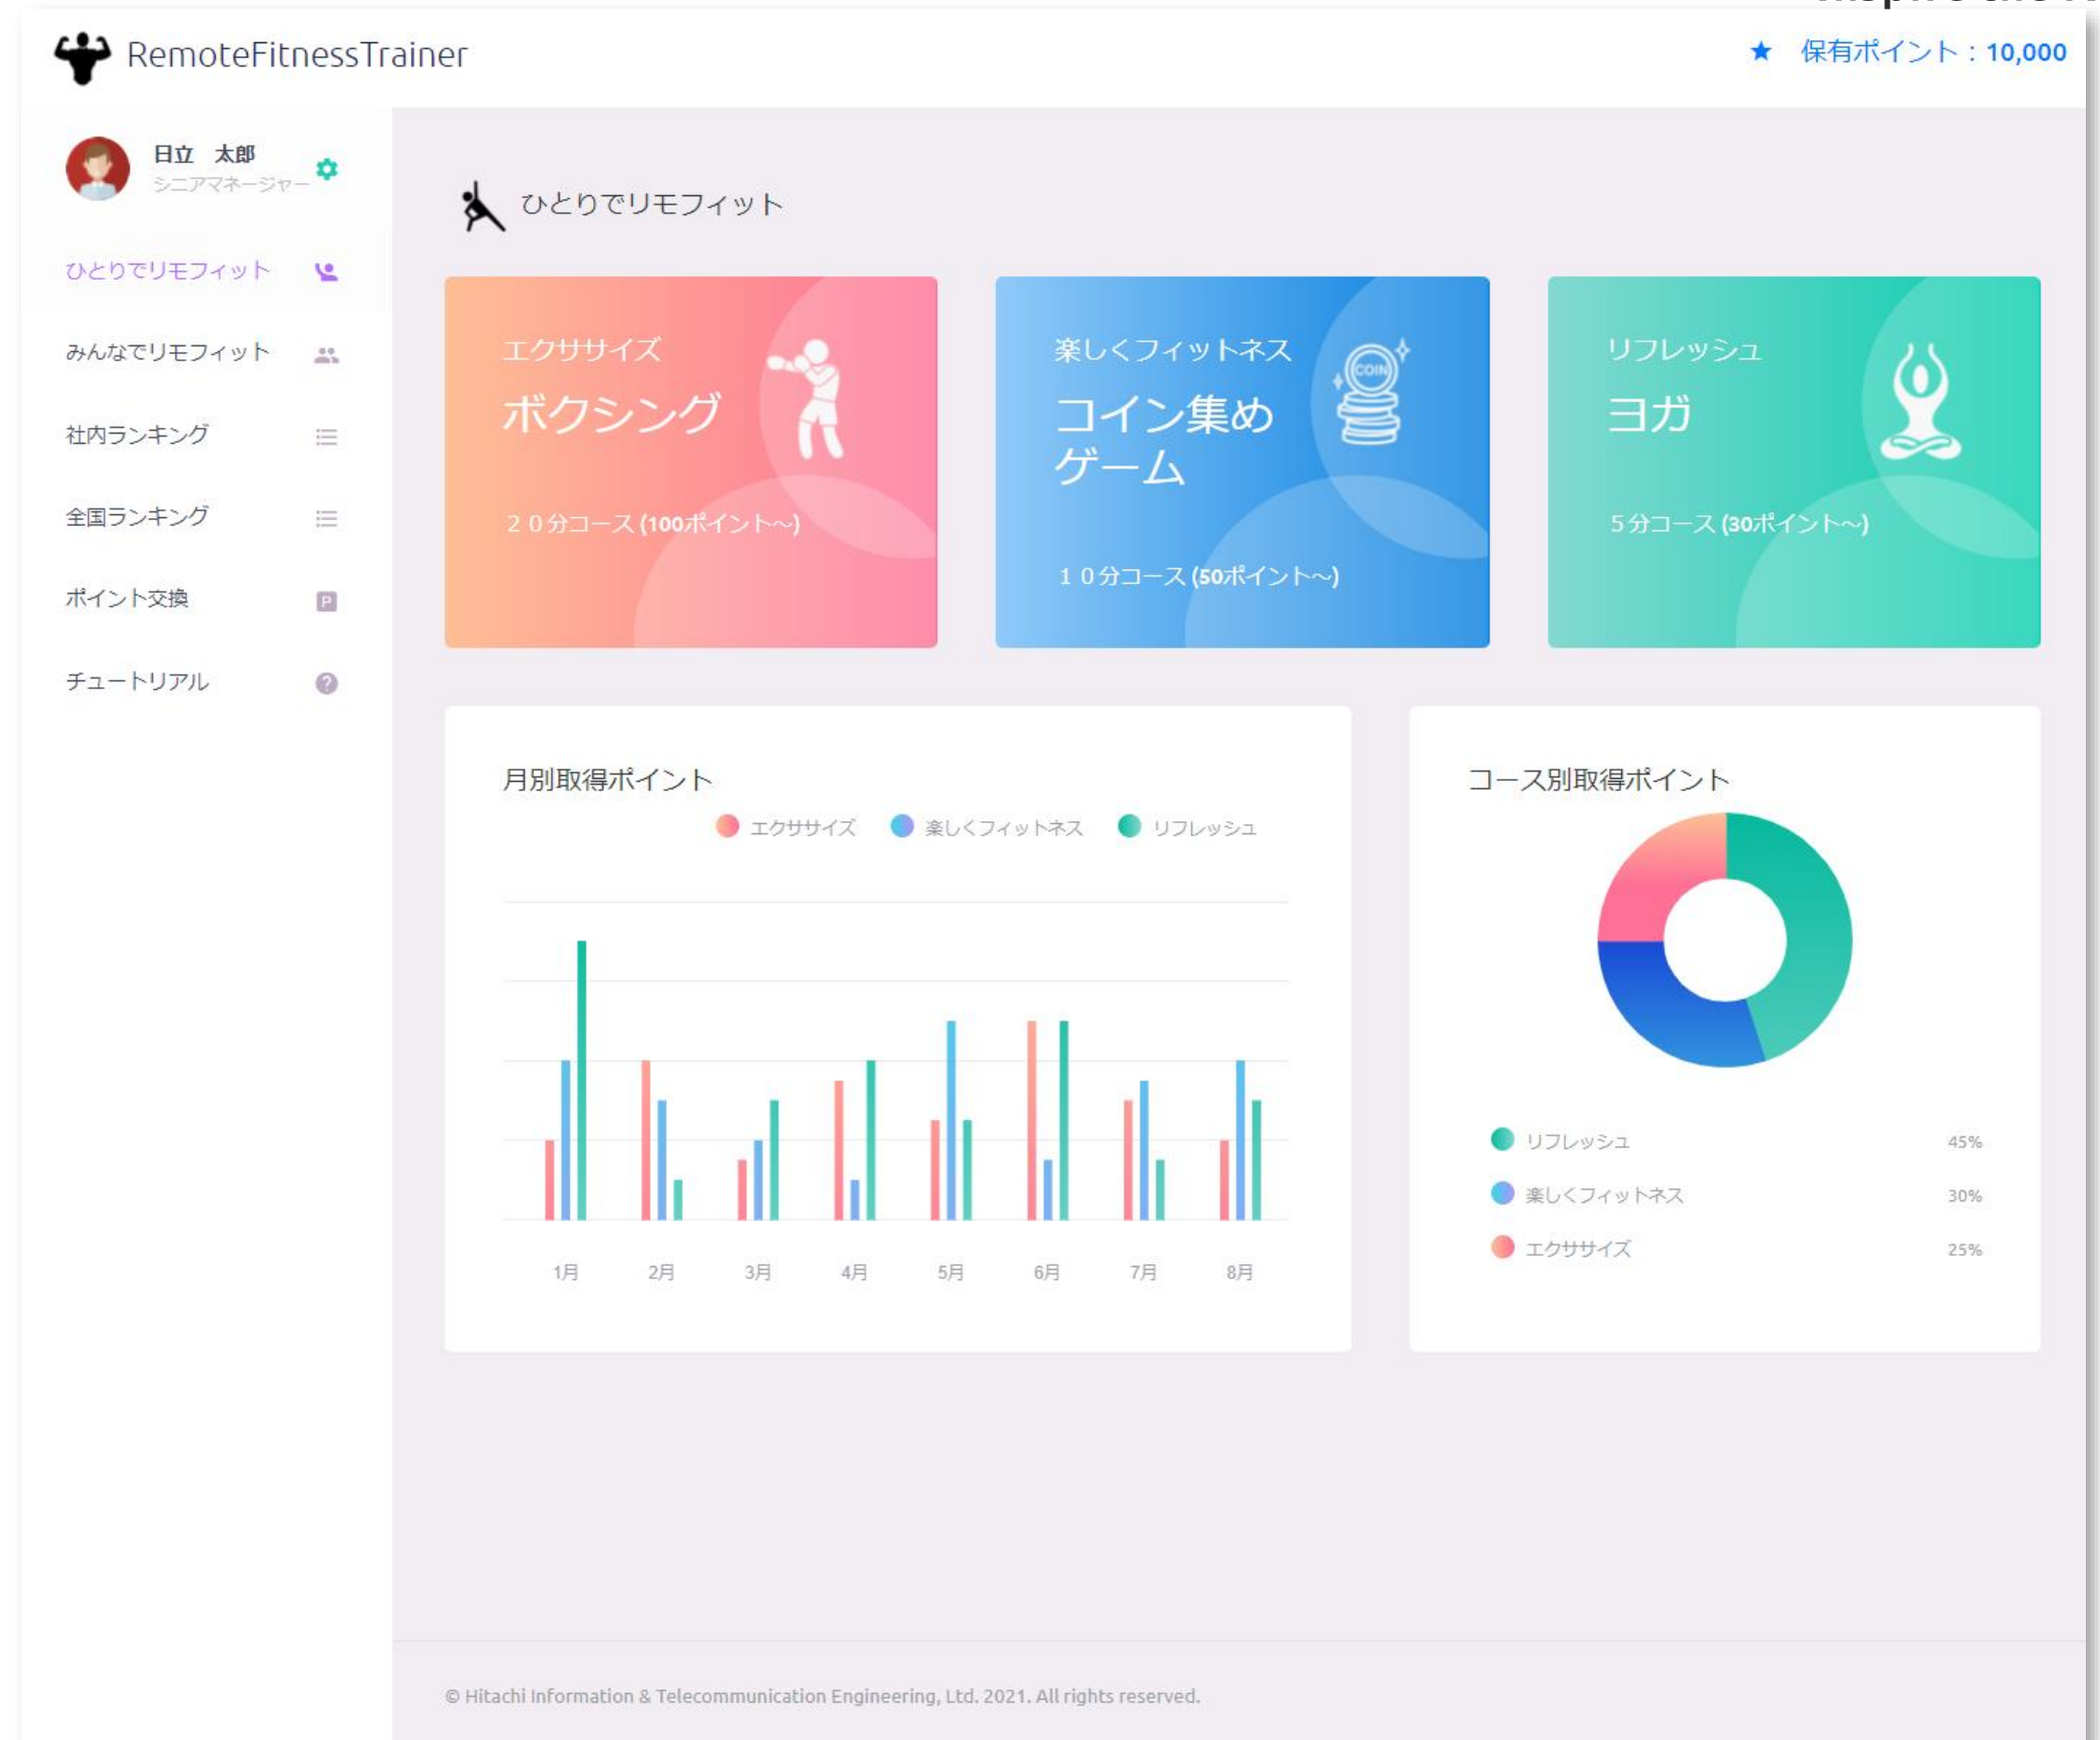 RemoteFitnessTrainer
★ 保有ポイント：10,000
日立　太郎
シニアマネージャー
ひとりでリモフィット
みんなでリモフィット
社内ランキング
全国ランキング
ポイント交換
P
チュートリアル
?
ひとりでリモフィット
エクササイズ
ボクシング
２０分コース (100ポイント～)
楽しくフィットネス
コイン集め
ゲーム
COIN
１０分コース (50ポイント～)
リフレッシュ
ヨガ
５分コース (30ポイント～)
月別取得ポイント
エクササイズ 楽しくフィットネス リフレッシュ
1月 2月 3月 4月 5月 6月 7月 8月
コース別取得ポイント
リフレッシュ 45%
楽しくフィットネス 30%
エクササイズ 25%
© Hitachi Information & Telecommunication Engineering, Ltd. 2021. All rights reserved.